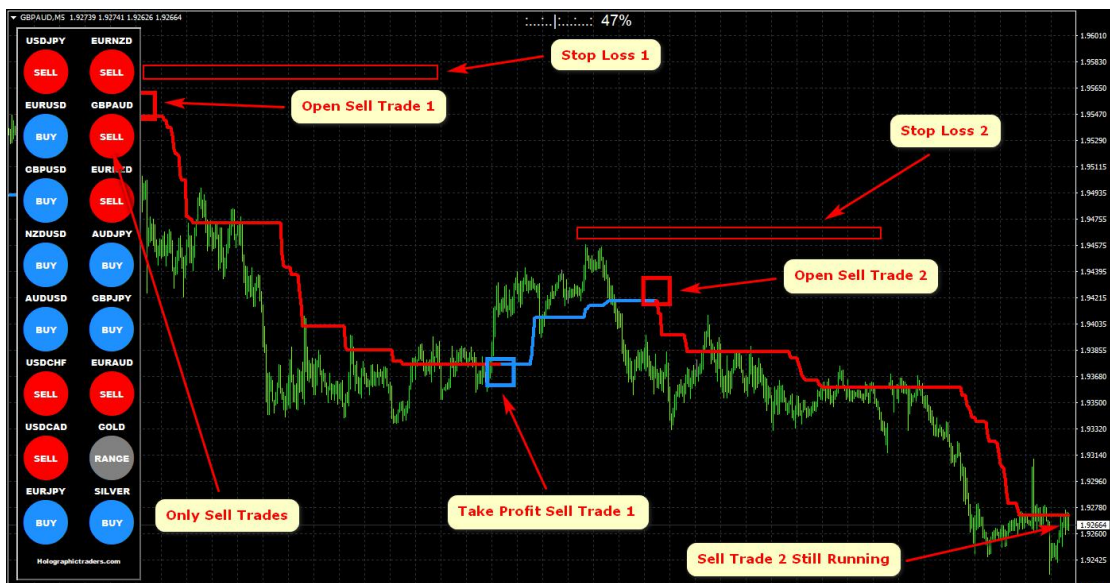 GBPAUD,M5 1.92739 1.92741 1.92626 1.92664
:...:..|:...:...: 47%
USDJPY EURNZD
SELL SELL
EURUSD GBPAUD
BUY SELL
GBPUSD EURNZD
BUY SELL
NZDUSD AUDJPY
BUY BUY
AUDUSD GBPJPY
BUY BUY
USDCHF EURAUD
SELL SELL
USDCAD GOLD
SELL RANGE
EURJPY SILVER
BUY BUY
Holographictraders.com
Stop Loss 1
Open Sell Trade 1
Stop Loss 2
Open Sell Trade 2
Only Sell Trades
Take Profit Sell Trade 1
Sell Trade 2 Still Running
1.96010
1.95830
1.95650
1.95470
1.95290
1.95115
1.94935
1.94755
1.94575
1.94395
1.94215
1.94035
1.93855
1.93680
1.93500
1.93320
1.93140
1.92960
1.92780
1.92664
1.92600
1.92425